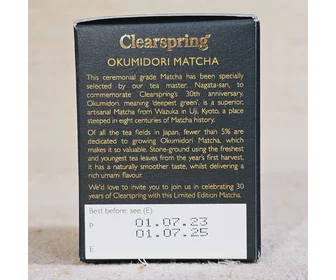 Clearspring
OKUMIDORI MATCHA
This ceremonial grade Matcha has been specially
selected by our tea master, Nagata-san, to
commemorate Clearspring's 30th anniversary.
Okumidori, meaning 'deepest green', is a superior,
artisanal Matcha from Wazuka in Uji, Kyoto, a place
steeped in eight centuries of Matcha history.
Of all the tea fields in Japan, fewer than 5% are
dedicated to growing Okumidori Matcha, which
makes it so valuable. Stone-ground using the freshest
and youngest tea leaves from the year's first harvest,
it has a naturally smoother taste, whilst delivering a
rich umami flavour.
We'd love to invite you to join us in celebrating 30
years of Clearspring with this Limited Edition Matcha.
Best before: see (E)
P 01.07.23
01.07.25
E